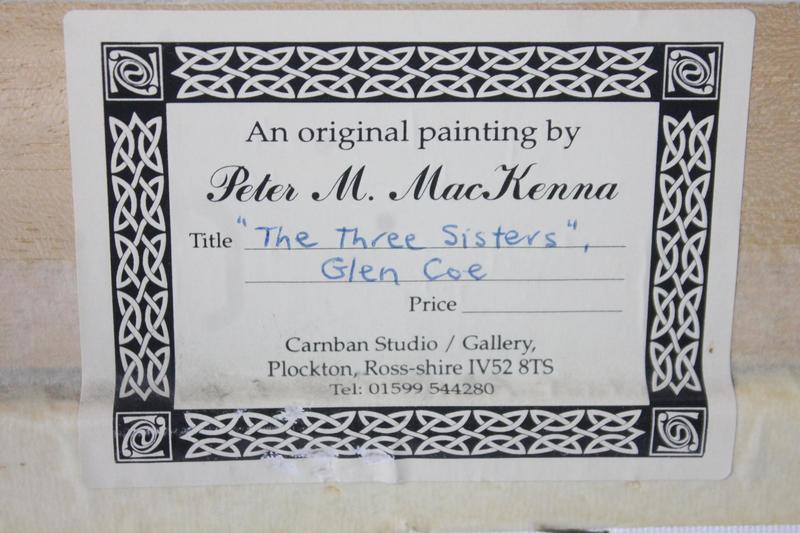 An original painting by
Peter M. MacKenna
Title "The Three Sisters",
Glen Coe
Price
Carnban Studio / Gallery,
Plockton, Ross-shire IV52 8TS
Tel: 01599 544280